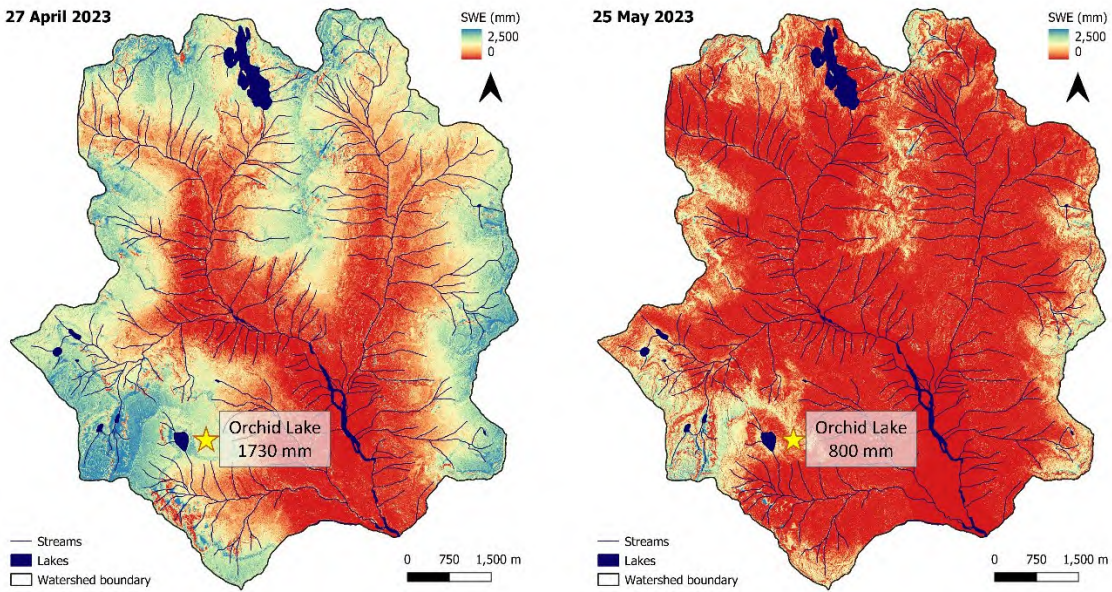 27 April 2023
SWE (mm)
2,500
0
Orchid Lake
1730 mm
Streams
Lakes
Watershed boundary
0 750 1,500 m
25 May 2023
SWE (mm)
2,500
0
Orchid Lake
800 mm
Streams
Lakes
Watershed boundary
0 750 1,500 m